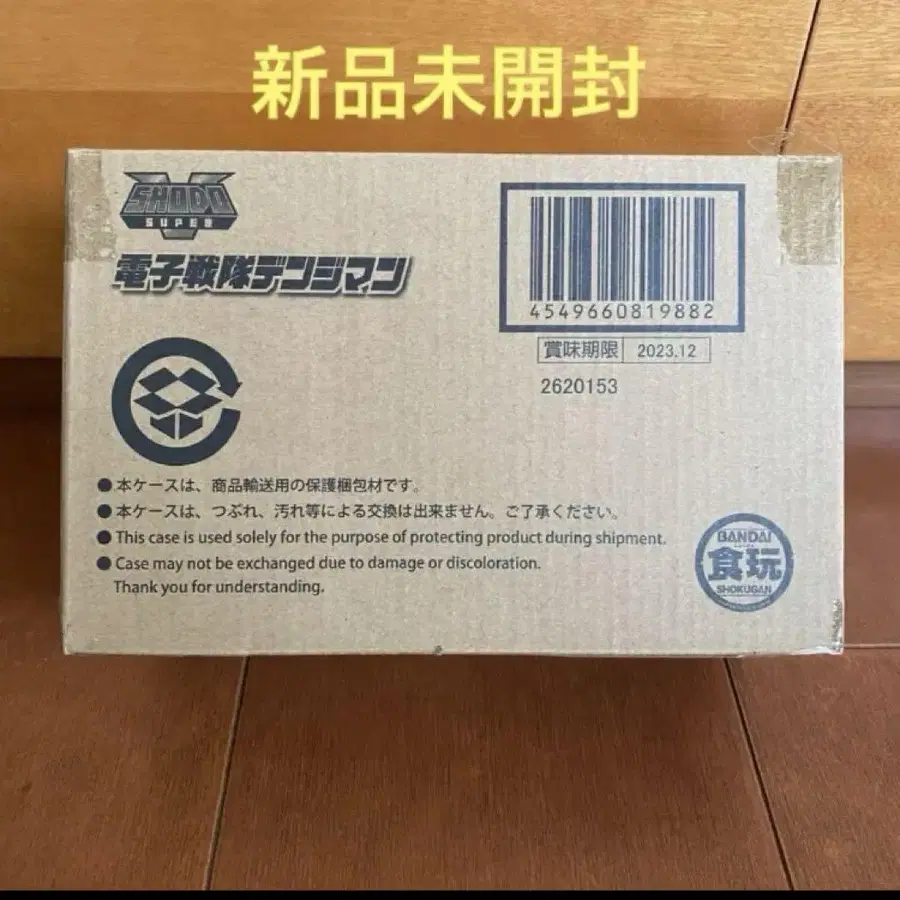 新品未開封
SHODO
SUPER
電子戦隊デンジマン
4549660819882
賞味期限 2023.12
2620153
● 本ケースは、商品輸送用の保護梱包材です。
● 本ケースは、つぶれ、汚れ等による交換は出来ません。ご了承ください。
● This case is used solely for the purpose of protecting product during shipment.
● Case may not be exchanged due to damage or discoloration.
Thank you for understanding.
BANDAI
食玩
SHOKUGAN